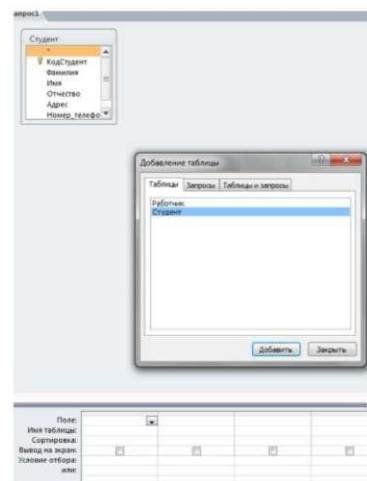 апрос1
Студент
*
КодСтудент
Фамилия
Имя
Отчество
Адрес
Номер_телефо
Добавление таблицы
Таблицы Запросы Таблицы и запросы
Работник
Студент
Добавить Закрыть
Поле:
Имя таблицы:
Сортировка:
Вывод на экран:
Условие отбора:
или: